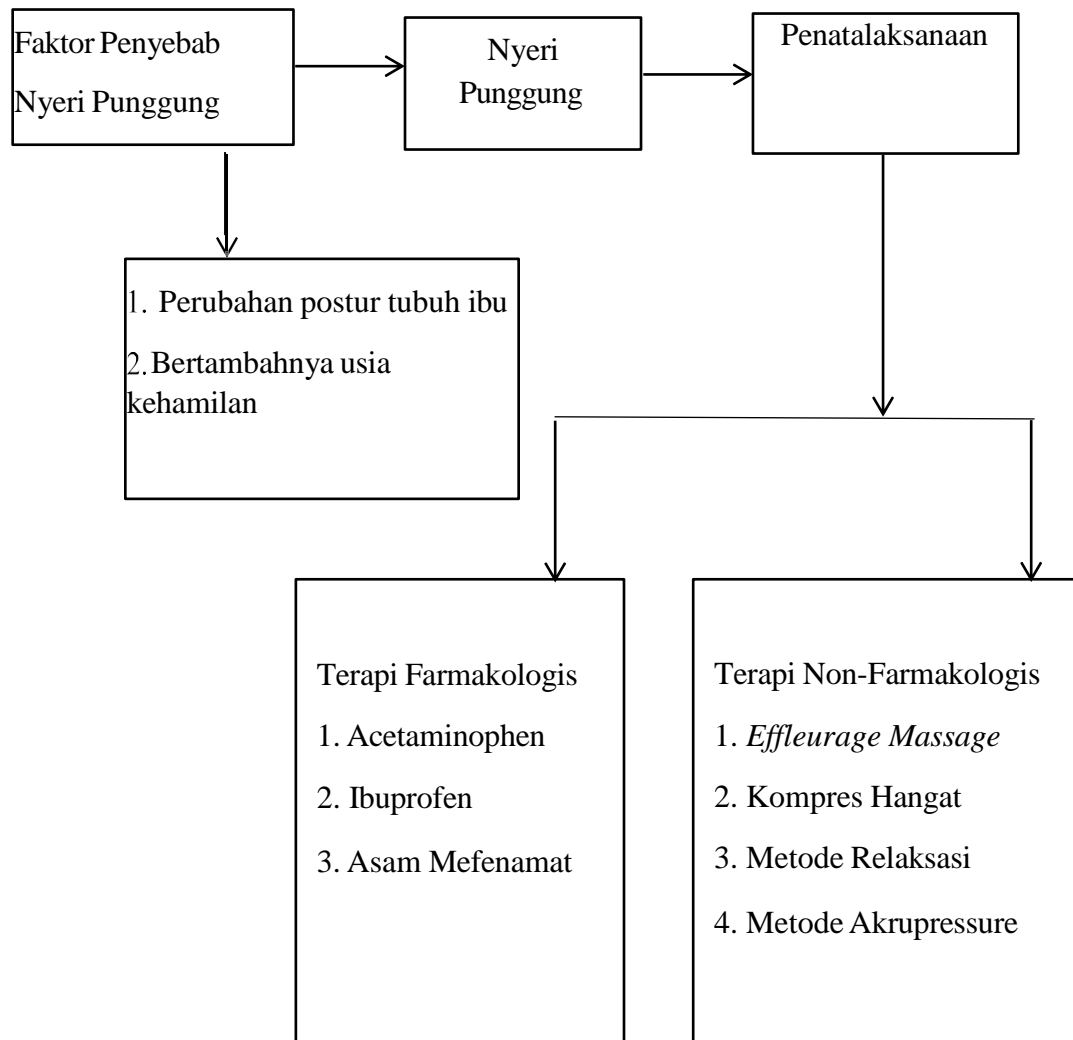 Faktor Penyebab
Nyeri Punggung
Nyeri
Punggung
Penatalaksanaan
1. Perubahan postur tubuh ibu
2. Bertambahnya usia
kehamilan
Terapi Farmakologis
1. Acetaminophen
2. Ibuprofen
3. Asam Mefenamat
Terapi Non-Farmakologis
1. Effleurage Massage
2. Kompres Hangat
3. Metode Relaksasi
4. Metode Akrupressure